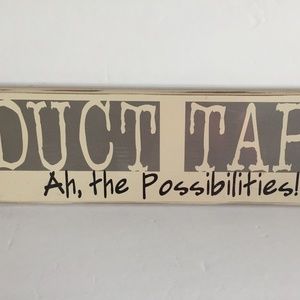 DUCT TAP
Ah, the Possibilities!